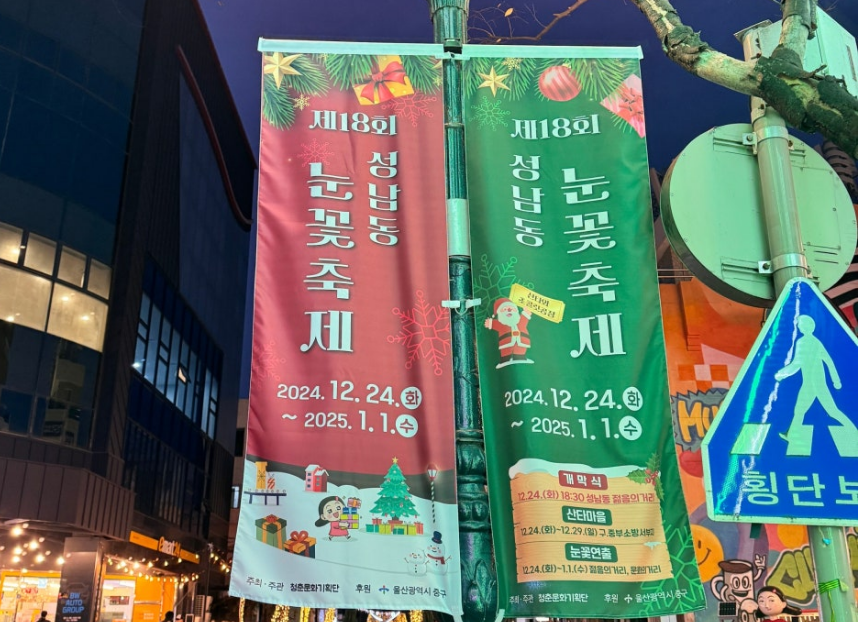 제18회
성남동
눈꽃축제
2024. 12. 24. 화
~ 2025. 1. 1. 수
주최·주관 청춘문화기획단 후원 울산광역시 중구
제18회
성남동
눈꽃축제
2024. 12. 24. 화
~ 2025. 1. 1. 수
개막식
12.24.(화) 18:30 성남동 젊음의거리
산타마을
12.24.(화)~12.29.(일) 구.중부소방서부지
눈꽃연출
12.24.(화)~1.1.(수) 젊음의거리, 문화의거리
주최·주관 청춘문화기획단 후원 울산광역시 중구
횡단보
emart24
BM
AUTO
GROUP